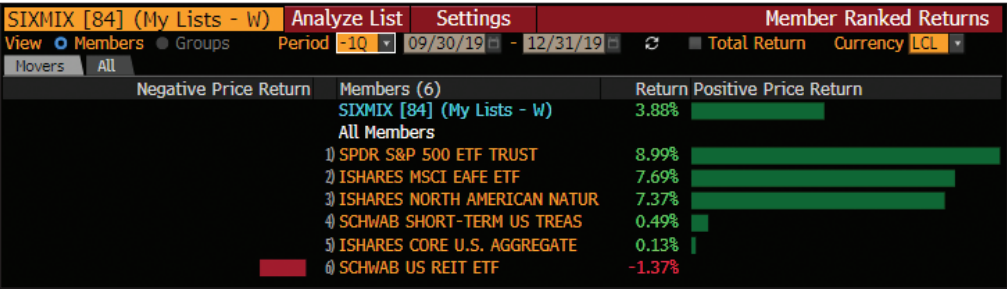 SIXMIX [84] (My Lists - W) Analyze List Settings Member Ranked Returns
View Members Groups Period -1Q 09/30/19 - 12/31/19 Total Return Currency LCL
Movers All
Negative Price Return Members (6) Return Positive Price Return
SIXMIX [84] (My Lists - W) 3.88%
All Members
1) SPDR S&P 500 ETF TRUST 8.99%
2) ISHARES MSCI EAFE ETF 7.69%
3) ISHARES NORTH AMERICAN NATUR 7.37%
4) SCHWAB SHORT-TERM US TREAS 0.49%
5) ISHARES CORE U.S. AGGREGATE 0.13%
6) SCHWAB US REIT ETF -1.37%